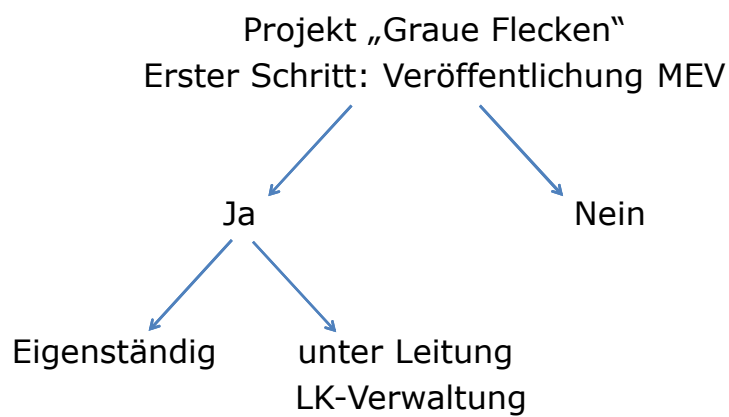 Projekt „Graue Flecken“
Erster Schritt: Veröffentlichung MEV
Ja
Nein
Eigenständig
unter Leitung
LK-Verwaltung